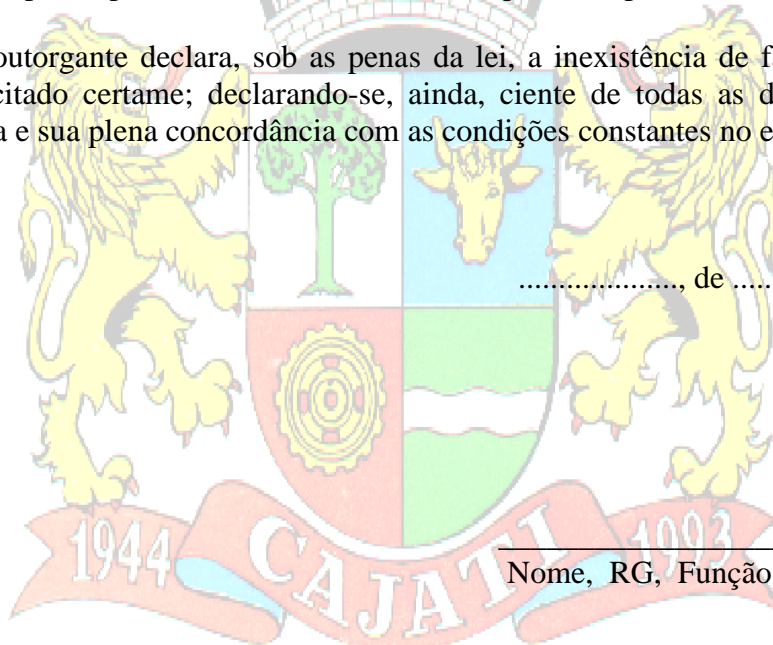 outorgante declara, sob as penas da lei, a inexistência de f
citado certame; declarando-se, ainda, ciente de todas as d
a e sua plena concordância com as condições constantes no e
...................., de .....
Nome, RG, Função
1944 CAJATI 1993